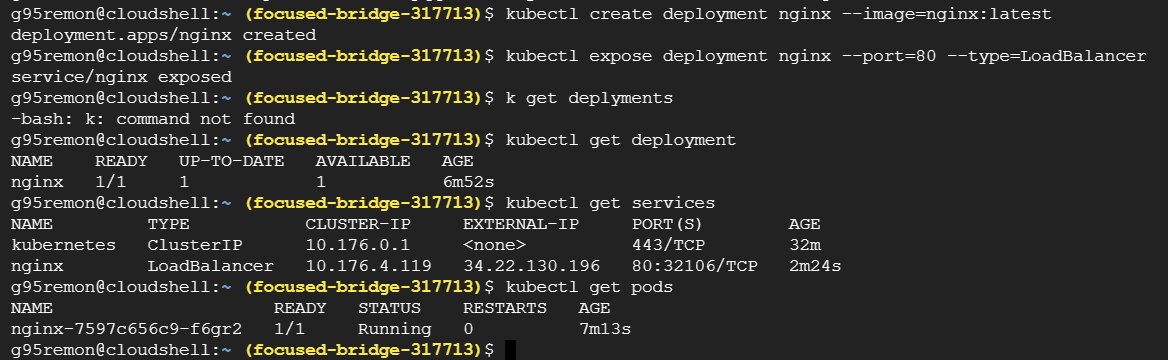 g95remon@cloudshell:~ (focused-bridge-317713)$ kubectl create deployment nginx --image=nginx:latest
deployment.apps/nginx created
g95remon@cloudshell:~ (focused-bridge-317713)$ kubectl expose deployment nginx --port=80 --type=LoadBalancer
service/nginx exposed
g95remon@cloudshell:~ (focused-bridge-317713)$ k get deplyments
-bash: k: command not found
g95remon@cloudshell:~ (focused-bridge-317713)$ kubectl get deployment
NAME    READY   UP-TO-DATE   AVAILABLE   AGE
nginx   1/1     1            1           6m52s
g95remon@cloudshell:~ (focused-bridge-317713)$ kubectl get services
NAME         TYPE           CLUSTER-IP     EXTERNAL-IP     PORT(S)        AGE
kubernetes   ClusterIP      10.176.0.1     <none>          443/TCP        32m
nginx        LoadBalancer   10.176.4.119   34.22.130.196   80:32106/TCP   2m24s
g95remon@cloudshell:~ (focused-bridge-317713)$ kubectl get pods
NAME                     READY   STATUS    RESTARTS   AGE
nginx-7597c656c9-f6gr2   1/1     Running   0          7m13s
g95remon@cloudshell:~ (focused-bridge-317713)$